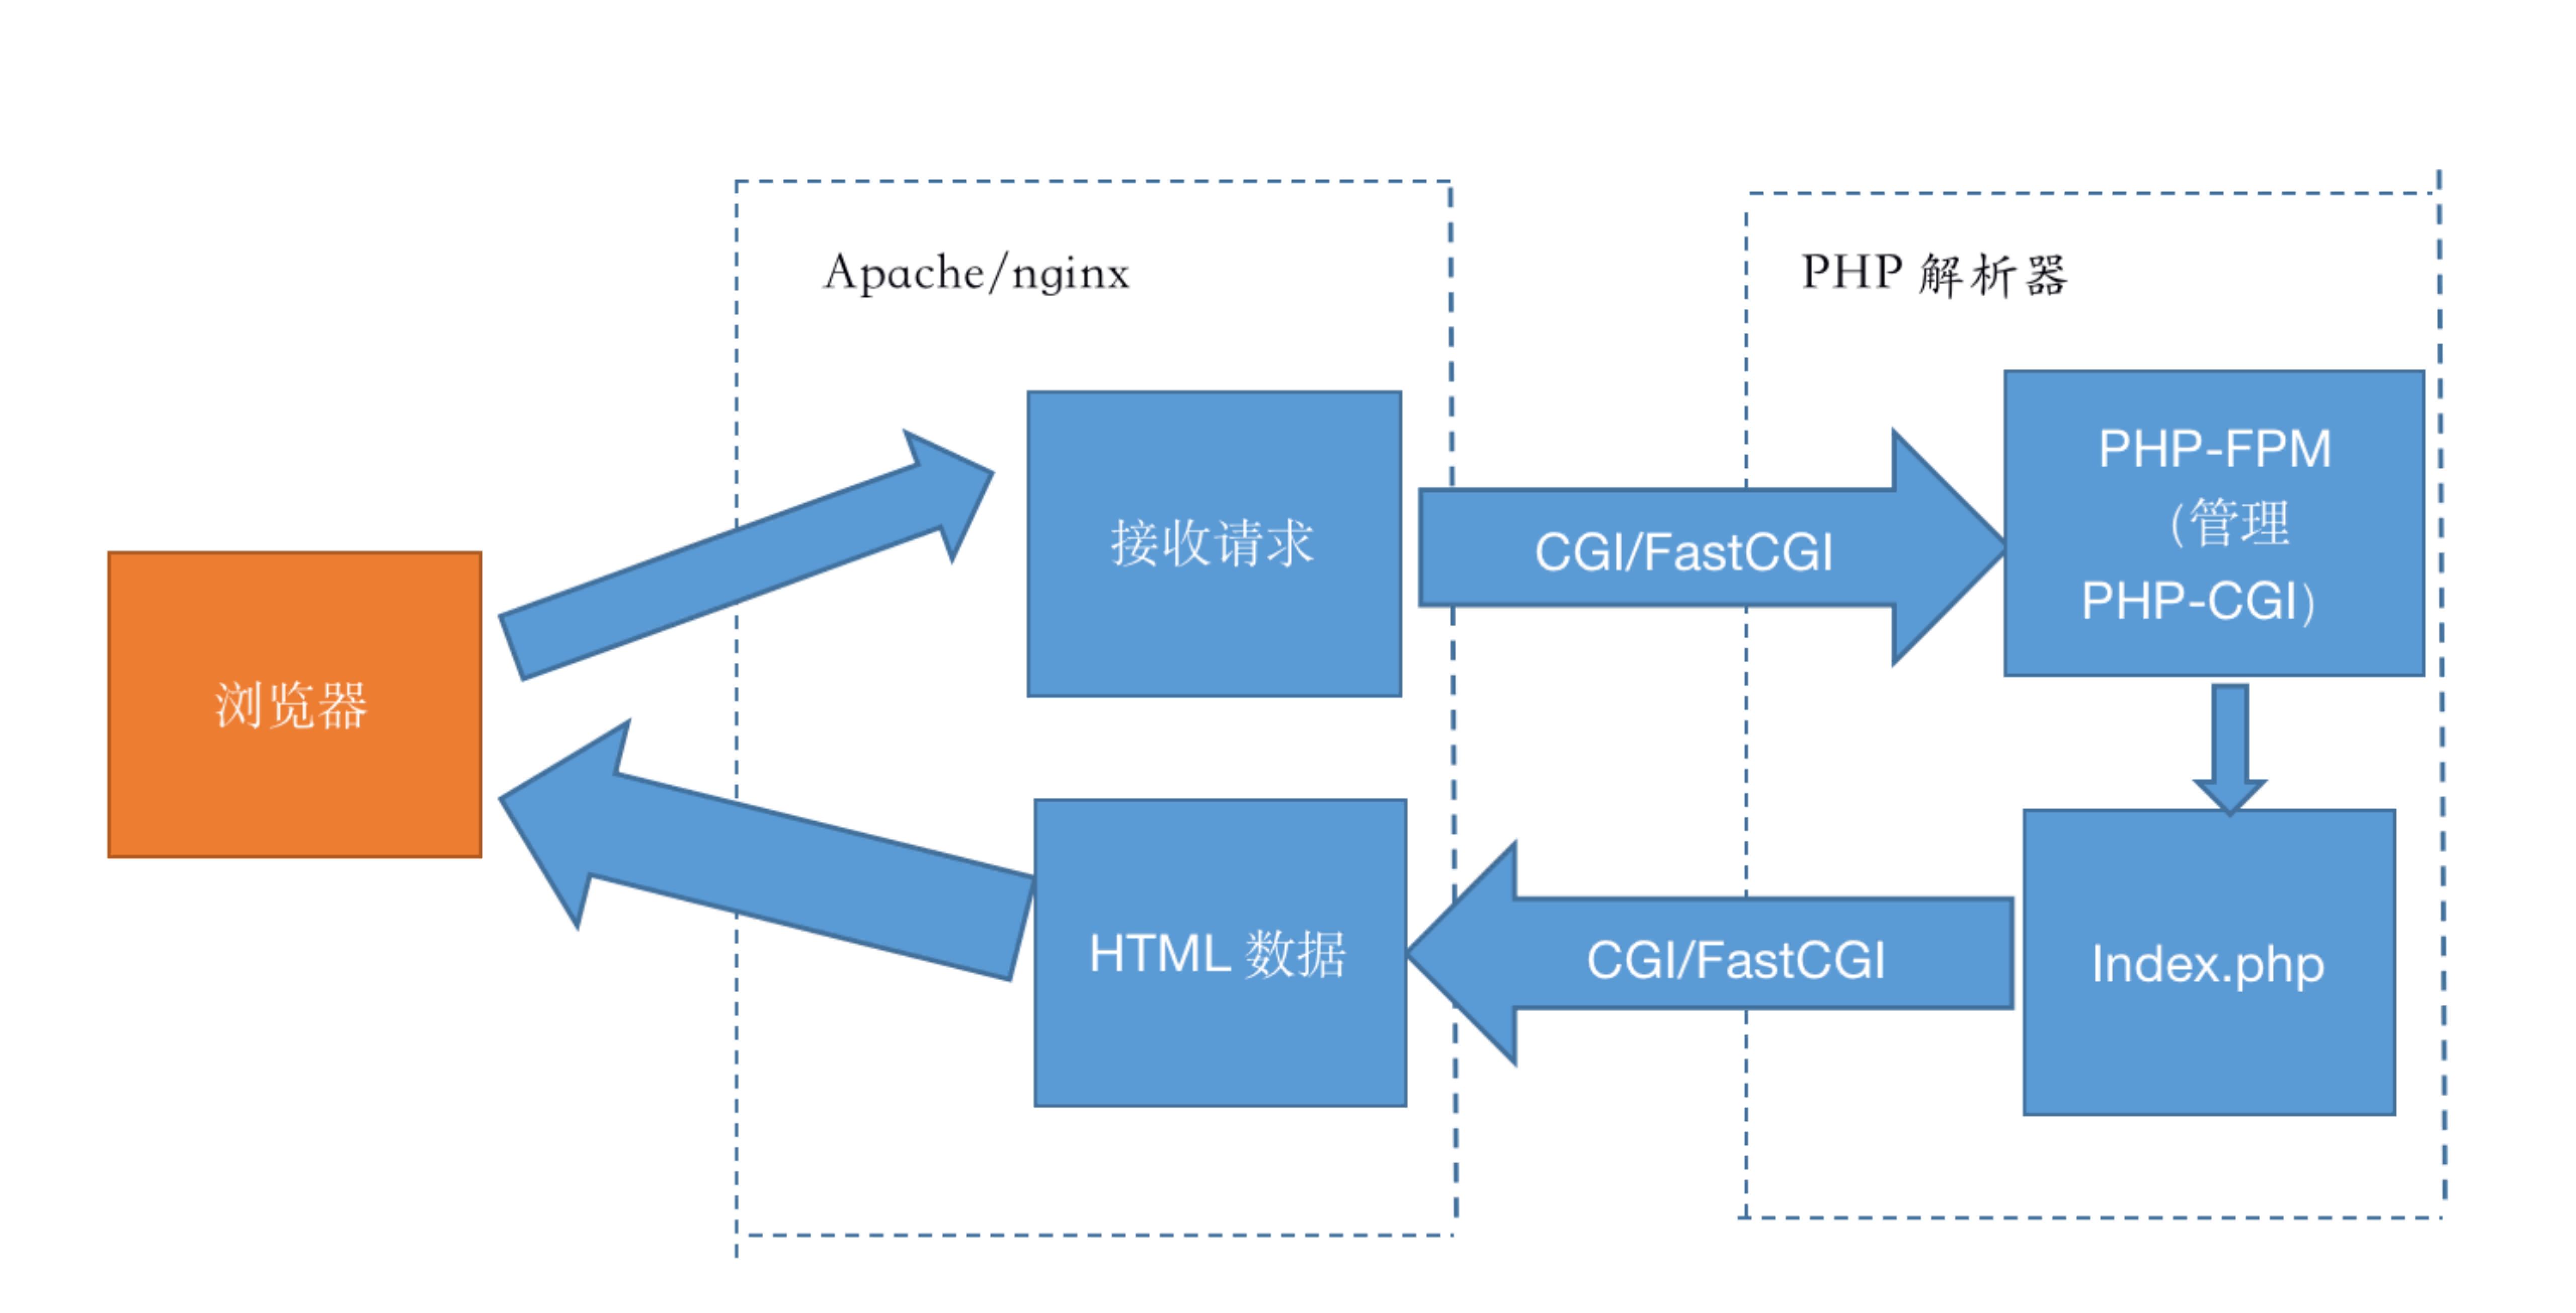 Apache/nginx
PHP 解析器
浏览器
接收请求
CGI/FastCGI
PHP-FPM
（管理
PHP-CGI）
HTML 数据
CGI/FastCGI
Index.php